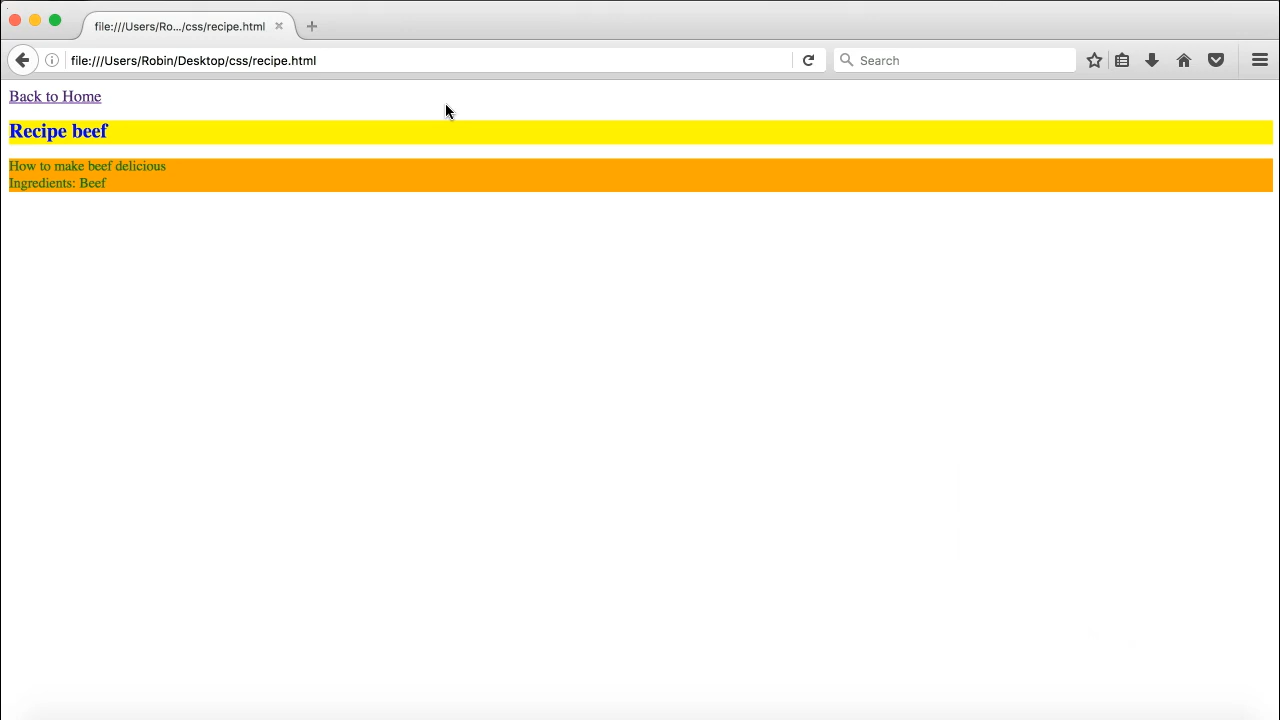 file:///Users/Ro.../css/recipe.html
file:///Users/Robin/Desktop/css/recipe.html
Search
Back to Home
Recipe beef
How to make beef delicious
Ingredients: Beef